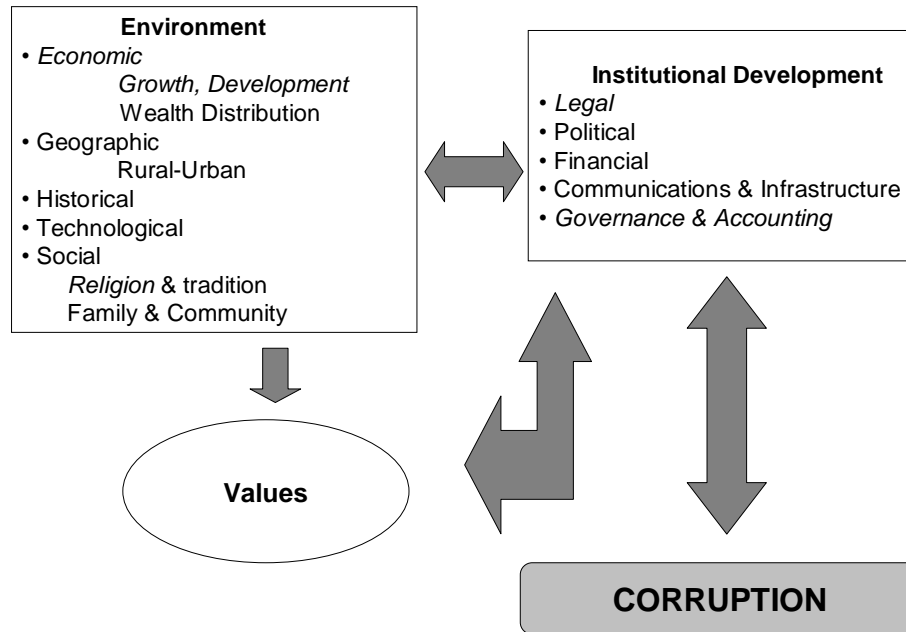 Environment
• Economic
Growth, Development
Wealth Distribution
• Geographic
Rural-Urban
• Historical
• Technological
• Social
Religion & tradition
Family & Community
Institutional Development
• Legal
• Political
• Financial
• Communications & Infrastructure
• Governance & Accounting
Values
CORRUPTION